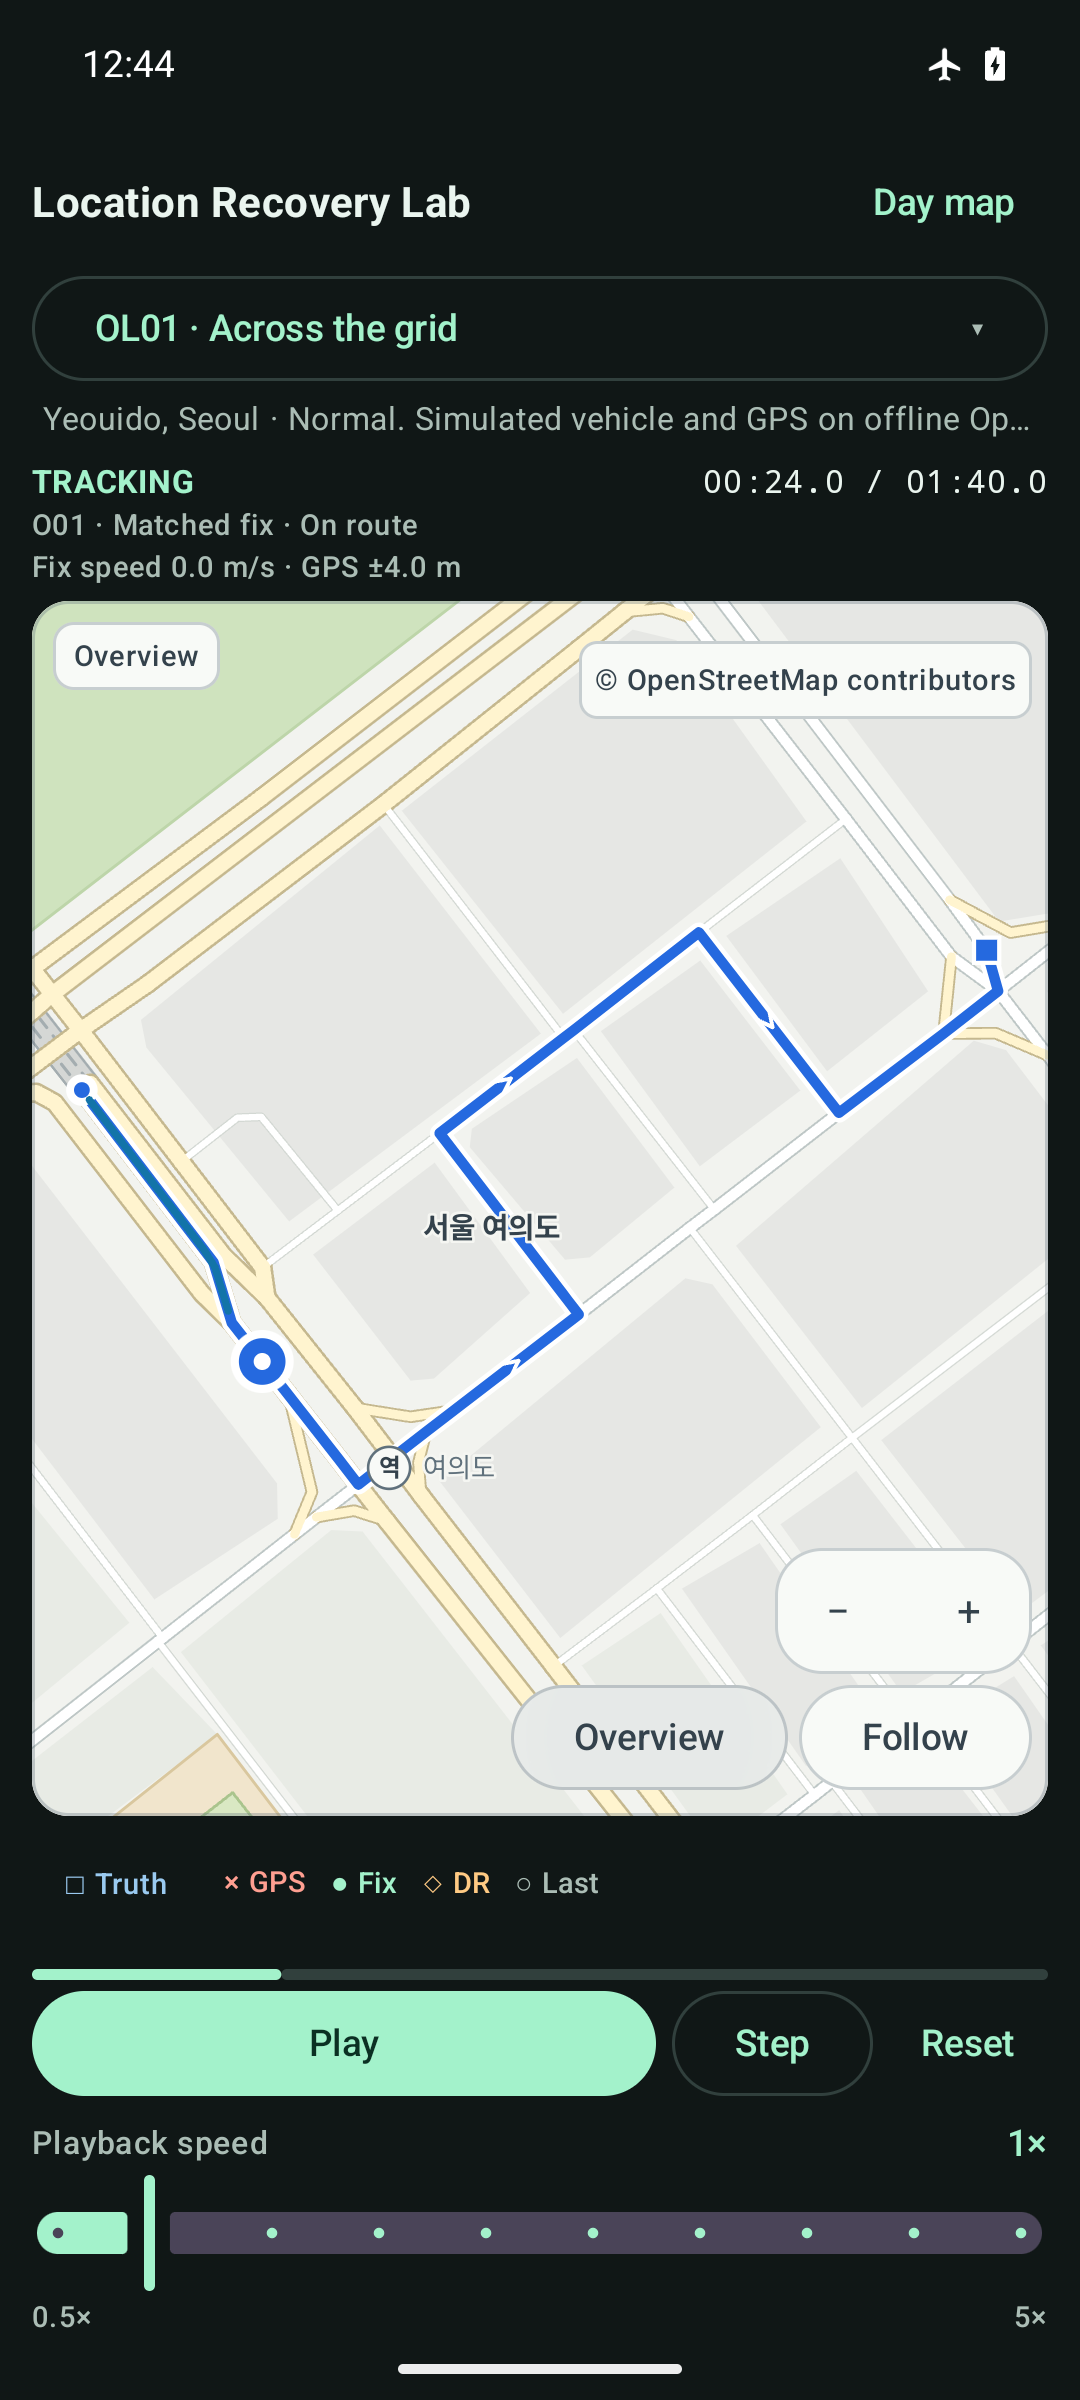 12:44
Location Recovery Lab
Day map
OL01 · Across the grid
Yeouido, Seoul · Normal. Simulated vehicle and GPS on offline Op…
TRACKING
00:24.0 / 01:40.0
O01 · Matched fix · On route
Fix speed 0.0 m/s · GPS ±4.0 m
Overview
© OpenStreetMap contributors
서울 여의도
역 여의도
− +
Overview
Follow
□ Truth × GPS ● Fix ◇ DR ○ Last
Play
Step
Reset
Playback speed
1×
0.5×
5×